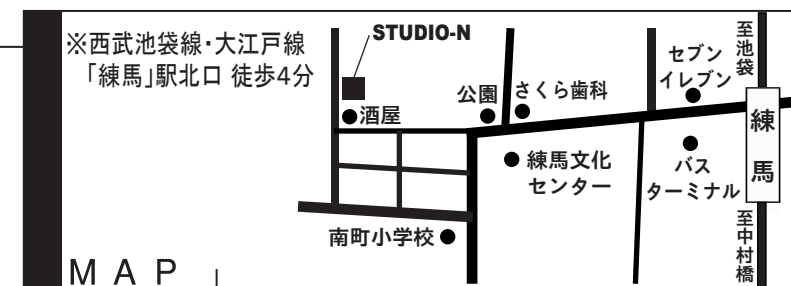 ※西武池袋線・大江戸線
「練馬」駅北口 徒歩4分
STUDIO-N
酒屋
公園
さくら歯科
セブン
イレブン
至池袋
練馬
練馬文化
センター
バス
ターミナル
南町小学校
至中村橋
MAP